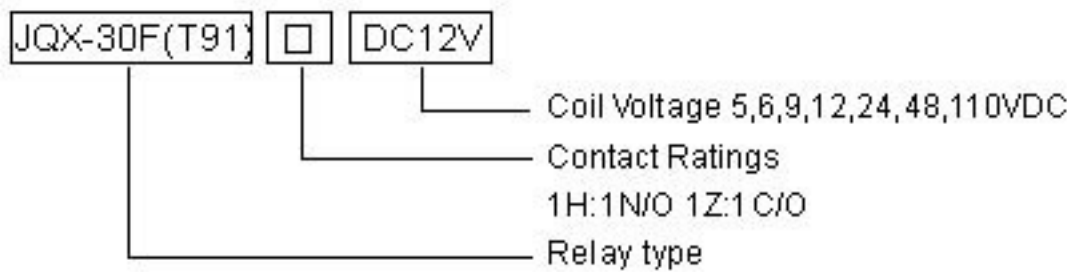 JQX-30F(T91) □ DC12V
Coil Voltage 5,6,9,12,24,48,110VDC
Contact Ratings
1H:1N/O 1Z:1C/O
Relay type